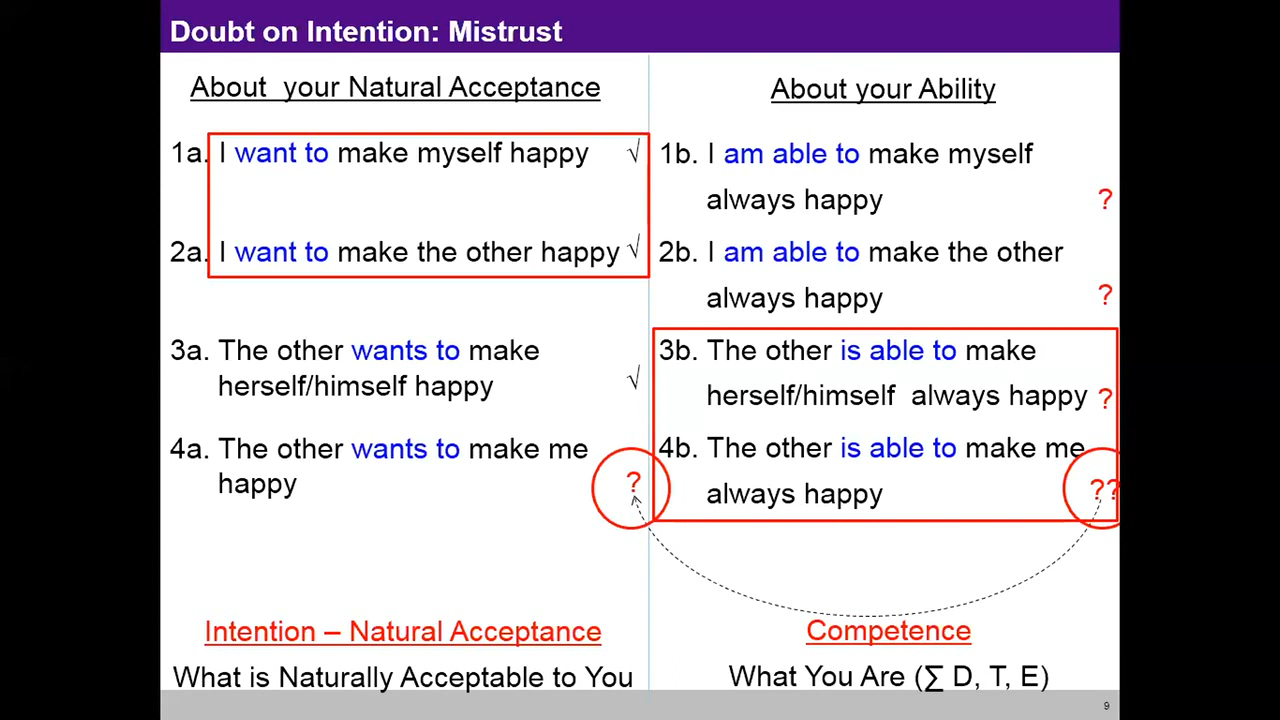 Doubt on Intention: Mistrust
About your Natural Acceptance
1a. I want to make myself happy √
2a. I want to make the other happy √
3a. The other wants to make
herself/himself happy √
4a. The other wants to make me
happy ?
Intention – Natural Acceptance
What is Naturally Acceptable to You
About your Ability
1b. I am able to make myself
always happy ?
2b. I am able to make the other
always happy ?
3b. The other is able to make
herself/himself always happy ?
4b. The other is able to make me
always happy ??
Competence
What You Are (∑ D, T, E)
9